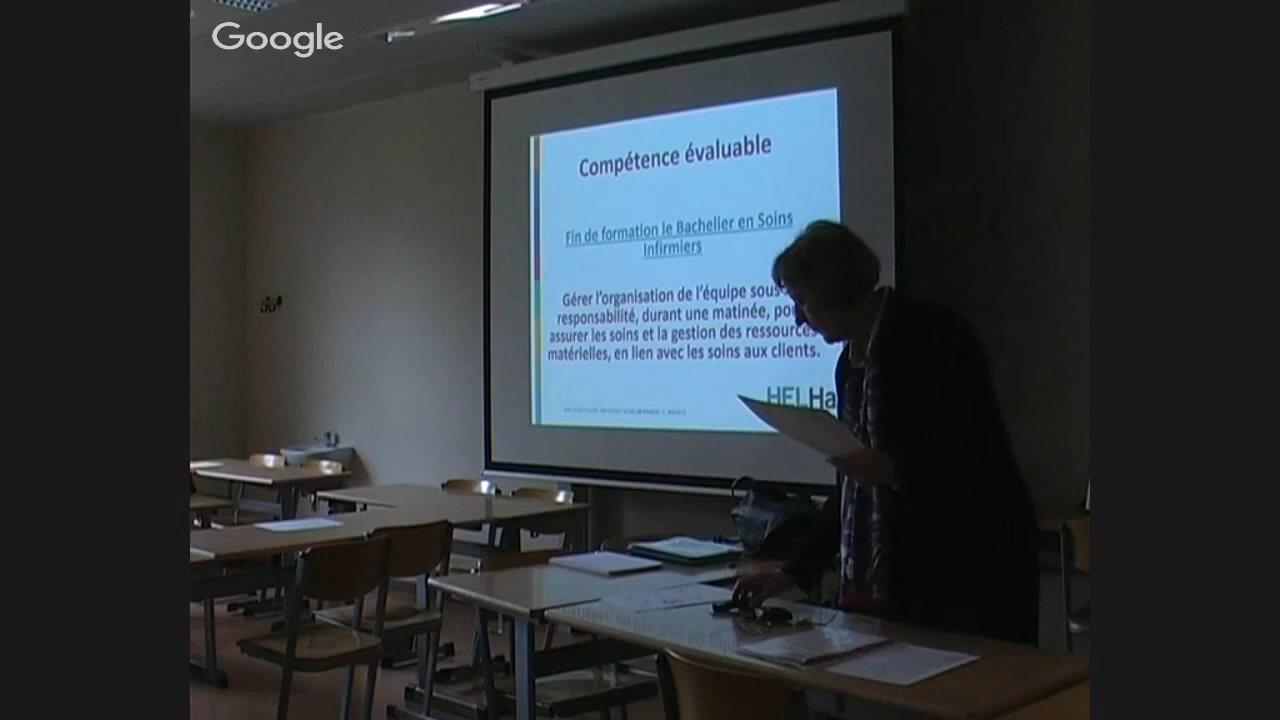 Google
Compétence évaluable
Fin de formation le Bachelier en Soins
Infirmiers
Gérer l'organisation de l'équipe sous
responsabilité, durant une matinée,
assurer les soins et la gestion des ressources
matérielles, en lien avec les soins aux clients.
HELHa